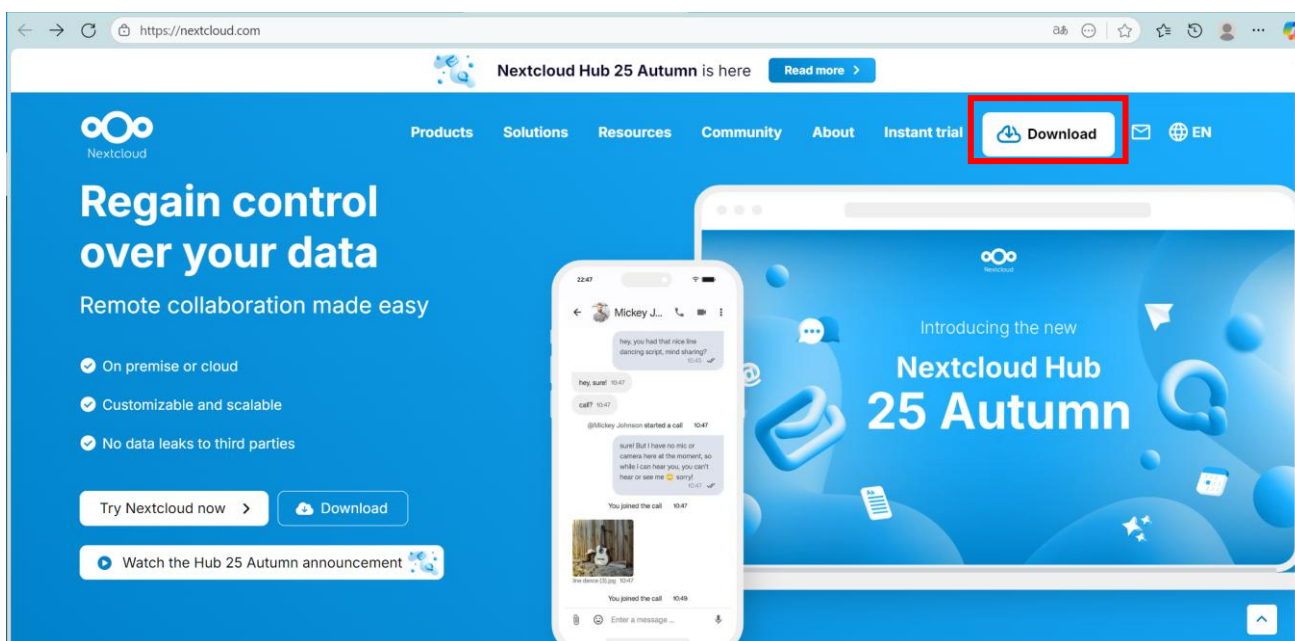 https://nextcloud.com
aあ
Nextcloud Hub 25 Autumn is here
Read more >
Nextcloud
Products
Solutions
Resources
Community
About
Instant trial
Download
EN
Regain control
over your data
Remote collaboration made easy
On premise or cloud
Customizable and scalable
No data leaks to third parties
Try Nextcloud now >
Download
Watch the Hub 25 Autumn announcement
22:47
Mickey J...
hey, you had that nice line
dancing script, mind sharing?
10:45
hey, sure! 10:47
call? 10:47
@Mickey Johnson started a call 10:47
sure! But I have no mic or
camera here at the moment, so
while I can hear you, you can't
hear or see me 🙄 sorry!
10:47
You joined the call 10:47
line dance (3).jpg 10:47
You joined the call 10:49
Enter a message ...
Nextcloud
Introducing the new
Nextcloud Hub
25 Autumn
@